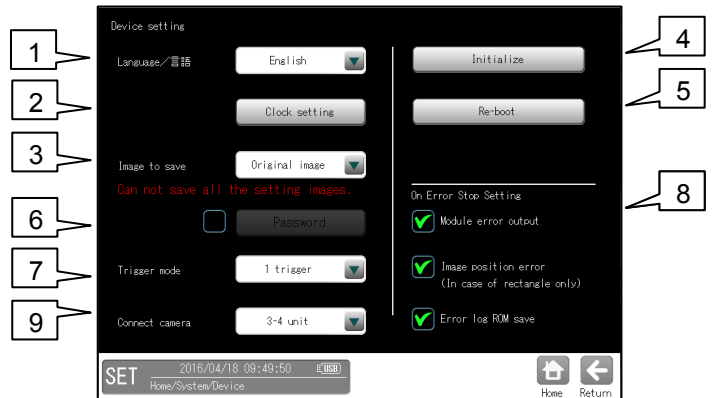 Device setting
1
Language／言語
English
Initialize
4
2
Clock setting
Re-boot
5
3
Image to save
Original image
Can not save all the setting images.
On Error Stop Setting
8
6
Password
Module error output
7
Trigger mode
1 trigger
Image position error
(In case of rectangle only)
9
Connect camera
3-4 unit
Error log ROM save
SET
2016/04/18 09:49:50
USB
Home/System/Device
Home
Return